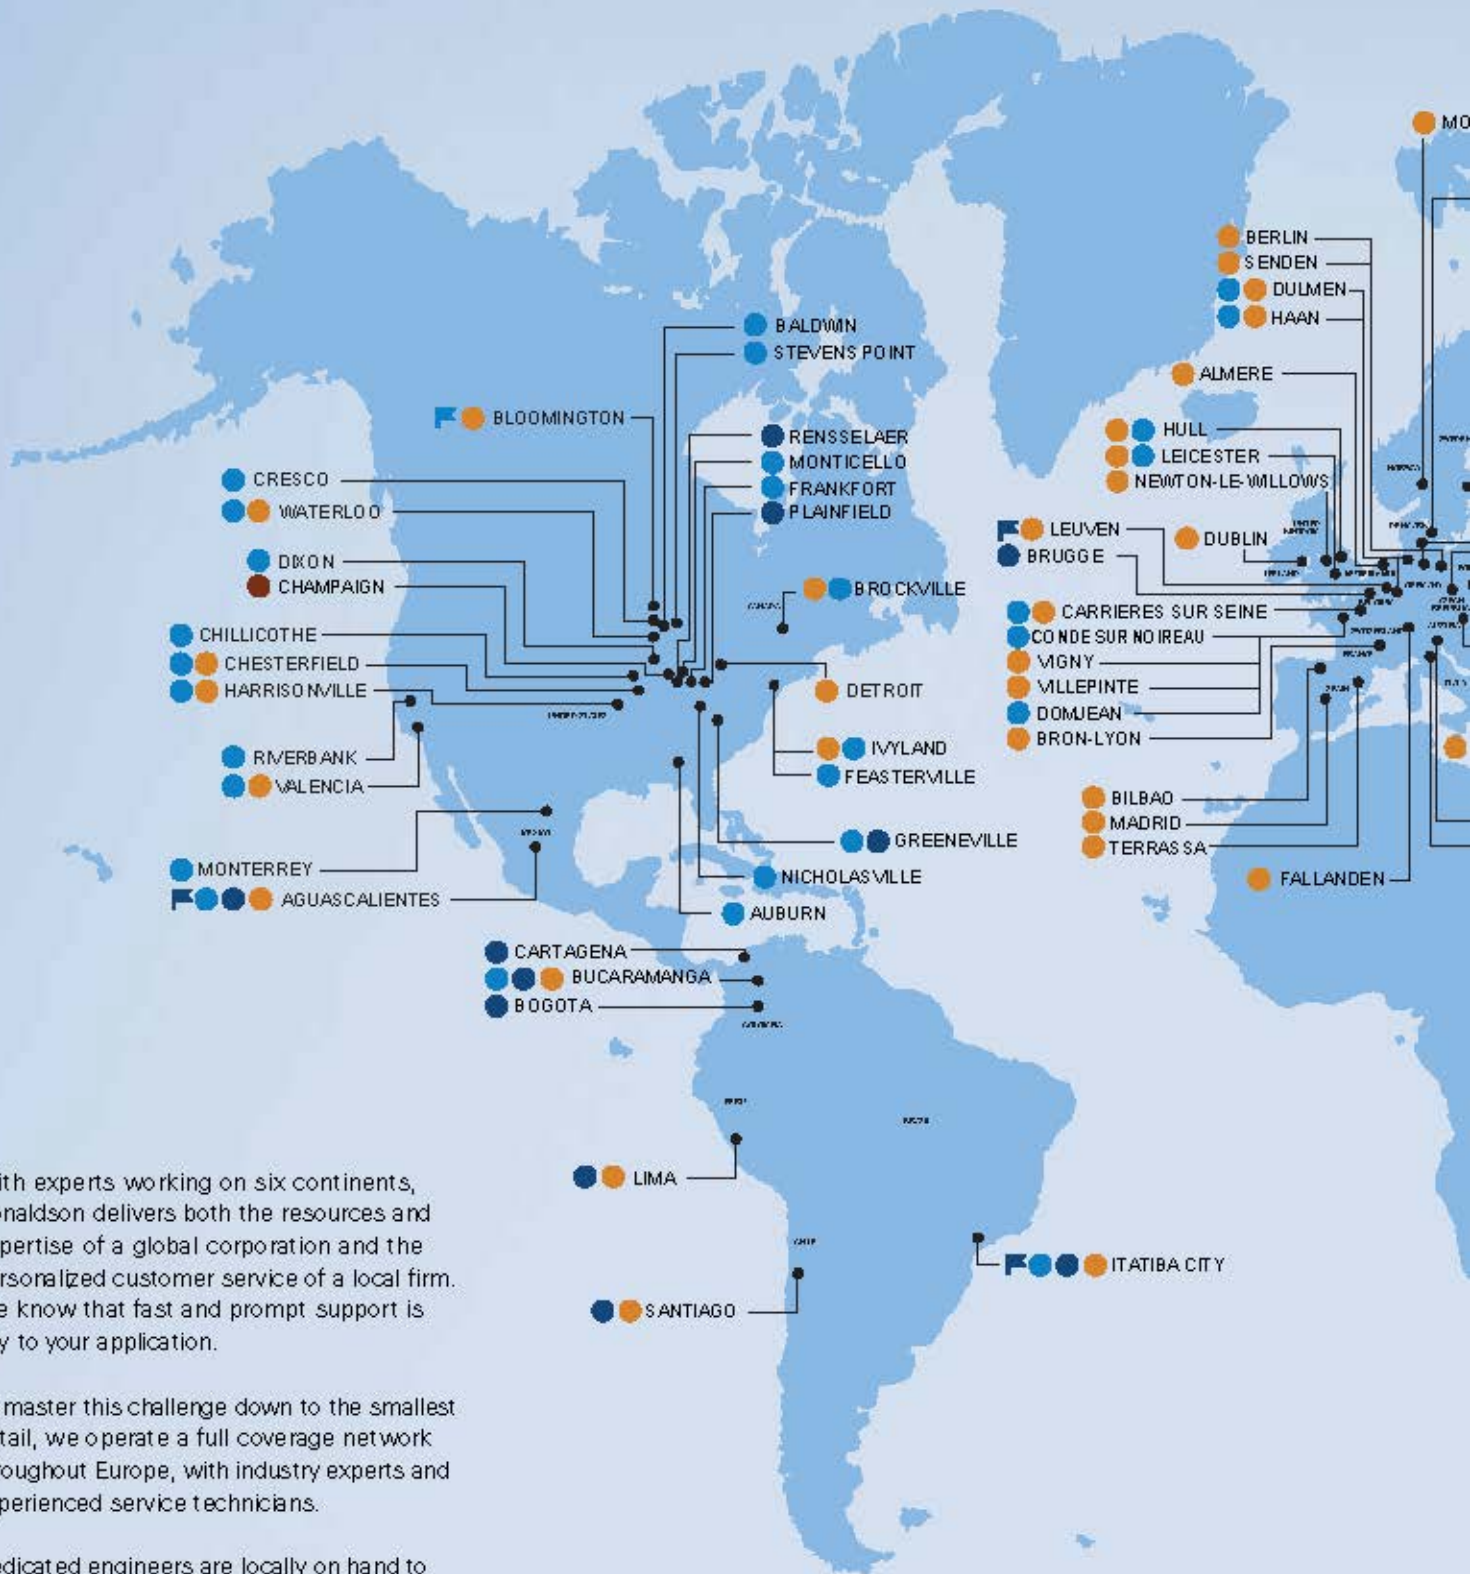 MO
BERLIN
SENDEN
DULMEN
HAAN
BALDWIN
STEVENS POINT
ALMERE
BLOOMINGTON
RENSSELAER
MONTICELLO
FRANKFORT
PLAINFIELD
HULL
LEICESTER
NEWTON-LE-WILLOWS
CRESCO
WATERLOO
LEUVEN
BRUGGE
DUBLIN
DIXON
CHAMPAIGN
BROCKVILLE
CANADA
CARRIERES SUR SEINE
CONDE SUR NOIREAU
VIGNY
VILLEPINTE
DOMJEAN
BRON-LYON
CHILLICOTHE
CHESTERFIELD
HARRISONVILLE
DETROIT
IVYLAND
FEASTERVILLE
RIVERBANK
VALENCIA
BILBAO
MADRID
TERRASSA
GREENEVILLE
MONTERREY
AGUASCALIENTES
NICHOLASVILLE
AUBURN
FALLANDEN
CARTAGENA
BUCARAMANGA
BOGOTA
LIMA
ITATIBA CITY
SANTIAGO
ith experts working on six continents,
onaldson delivers both the resources and
pertise of a global corporation and the
rsonalized customer service of a local firm.
e know that fast and prompt support is
y to your application.
master this challenge down to the smallest
tail, we operate a full coverage network
roughout Europe, with industry experts and
perienced service technicians.
edicated engineers are locally on hand to